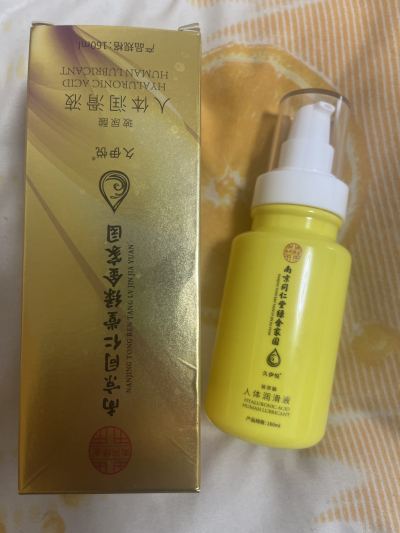 南京同仁堂绿金家园
NANJING TONG REN TANG LV JIN JIA YUAN
久伊悦®
玻尿酸
人体润滑液
HYALURONIC ACID
HUMAN LUBRICANT
产品规格:160ml
南京同仁堂绿金家园
久伊悦®
玻尿酸
人体润滑液
HYALURONIC ACID
HUMAN LUBRICANT
产品规格:160ml